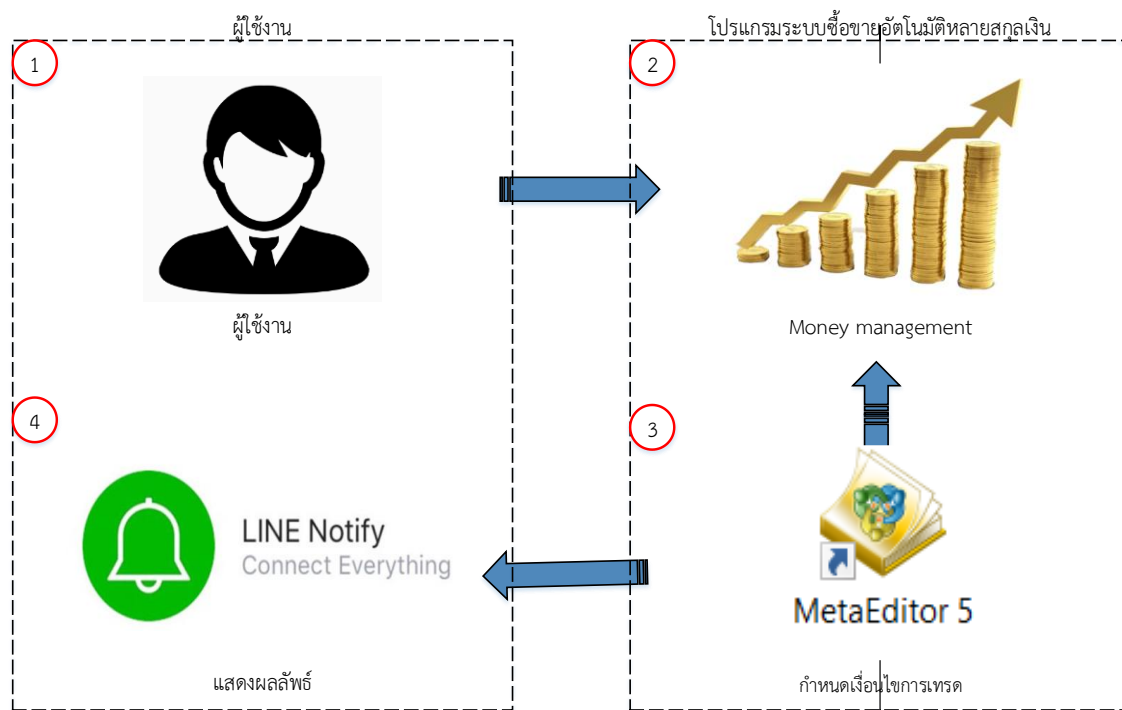 ผู้ใช้งาน
โปรแกรมระบบซื้อขายอัตโนมัติหลายสกุลเงิน
1
2
ผู้ใช้งาน
Money management
4
3
LINE Notify
Connect Everything
MetaEditor 5
แสดงผลลัพธ์
กำหนดเงื่อนไขการเทรด